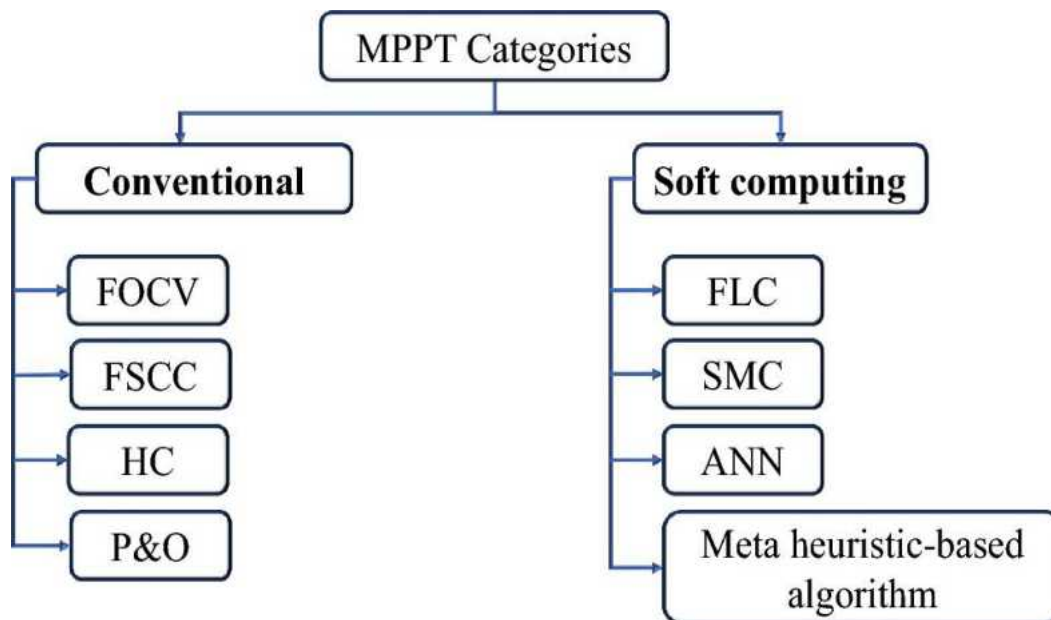 MPPT Categories
Conventional
Soft computing
FOCV
FSCC
HC
P&O
FLC
SMC
ANN
Meta heuristic-based
algorithm